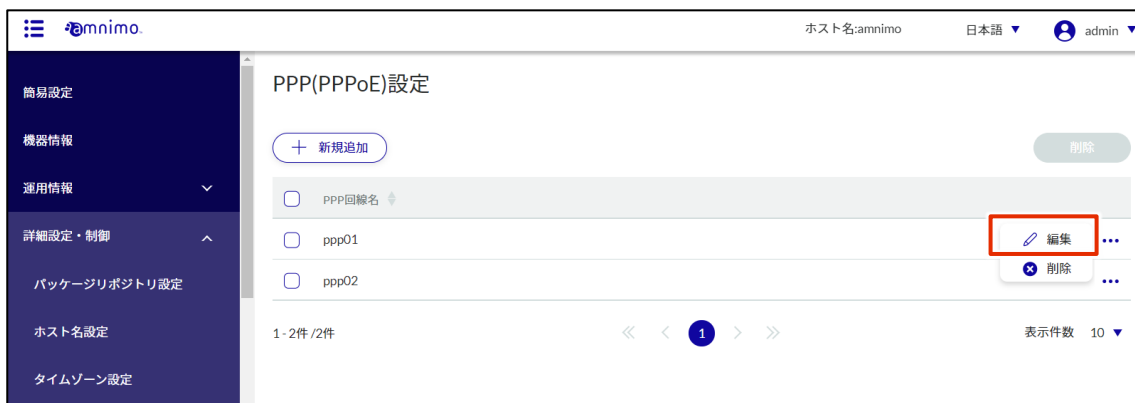 amnimo.
ホスト名:amnimo
日本語
admin
簡易設定
機器情報
運用情報
詳細設定・制御
パッケージリポジトリ設定
ホスト名設定
タイムゾーン設定
PPP(PPPoE)設定
新規追加
削除
PPP回線名
ppp01
編集
削除
ppp02
1 - 2件 /2件
1
表示件数 10